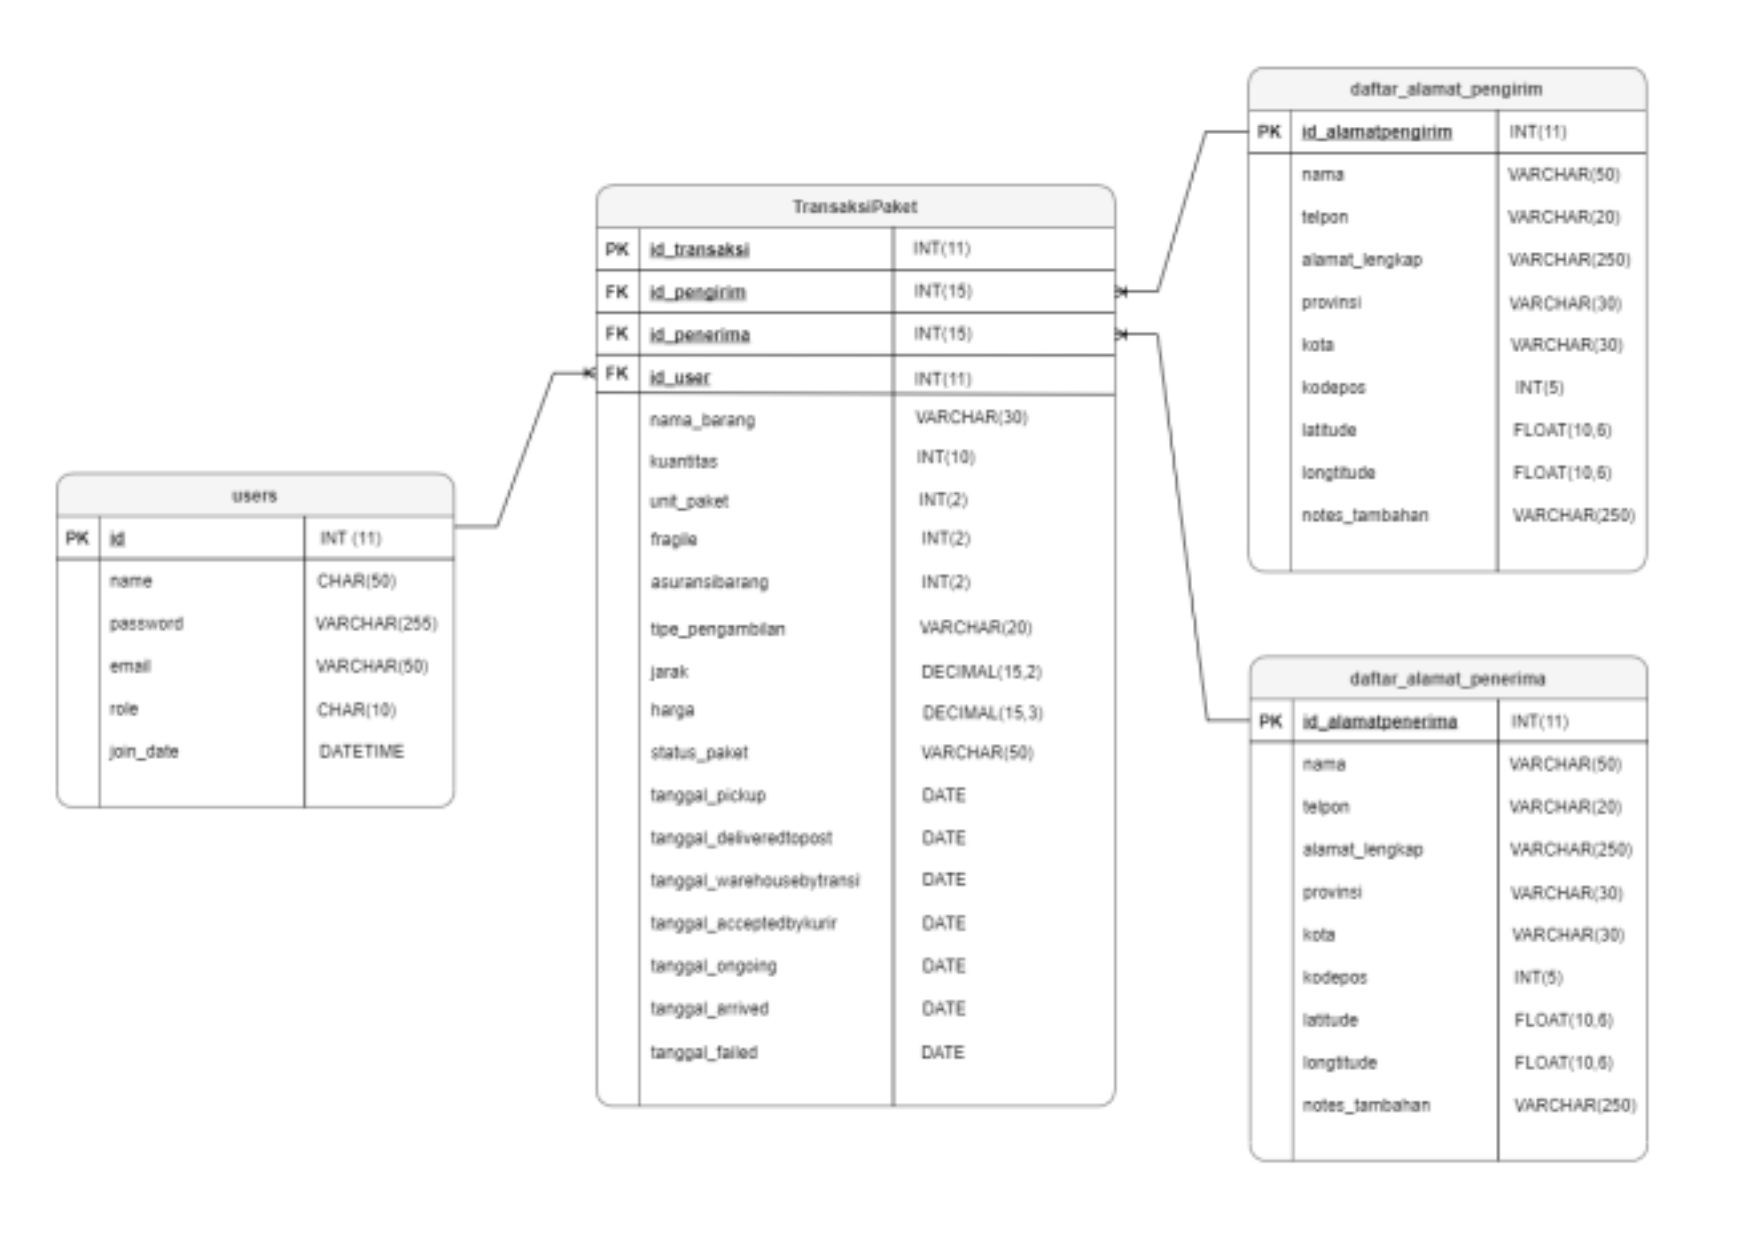 users
PK id INT (11)
name CHAR(50)
password VARCHAR(255)
email VARCHAR(50)
role CHAR(10)
join_date DATETIME
TransaksiPaket
PK id_transaksi INT(11)
FK id_pengirim INT(15)
FK id_penerima INT(15)
FK id_user INT(11)
nama_barang VARCHAR(30)
kuantitas INT(10)
unit_paket INT(2)
fragile INT(2)
asuransibarang INT(2)
tipe_pengambilan VARCHAR(20)
jarak DECIMAL(15,2)
harga DECIMAL(15,3)
status_paket VARCHAR(50)
tanggal_pickup DATE
tanggal_deliveredtopost DATE
tanggal_warehousebytransi DATE
tanggal_acceptedbykurir DATE
tanggal_ongoing DATE
tanggal_arrived DATE
tanggal_failed DATE
daftar_alamat_pengirim
PK id_alamatpengirim INT(11)
nama VARCHAR(50)
telpon VARCHAR(20)
alamat_lengkap VARCHAR(250)
provinsi VARCHAR(30)
kota VARCHAR(30)
kodepos INT(5)
latitude FLOAT(10,6)
longtitude FLOAT(10,6)
notes_tambahan VARCHAR(250)
daftar_alamat_penerima
PK id_alamatpenerima INT(11)
nama VARCHAR(50)
telpon VARCHAR(20)
alamat_lengkap VARCHAR(250)
provinsi VARCHAR(30)
kota VARCHAR(30)
kodepos INT(5)
latitude FLOAT(10,6)
longtitude FLOAT(10,6)
notes_tambahan VARCHAR(250)